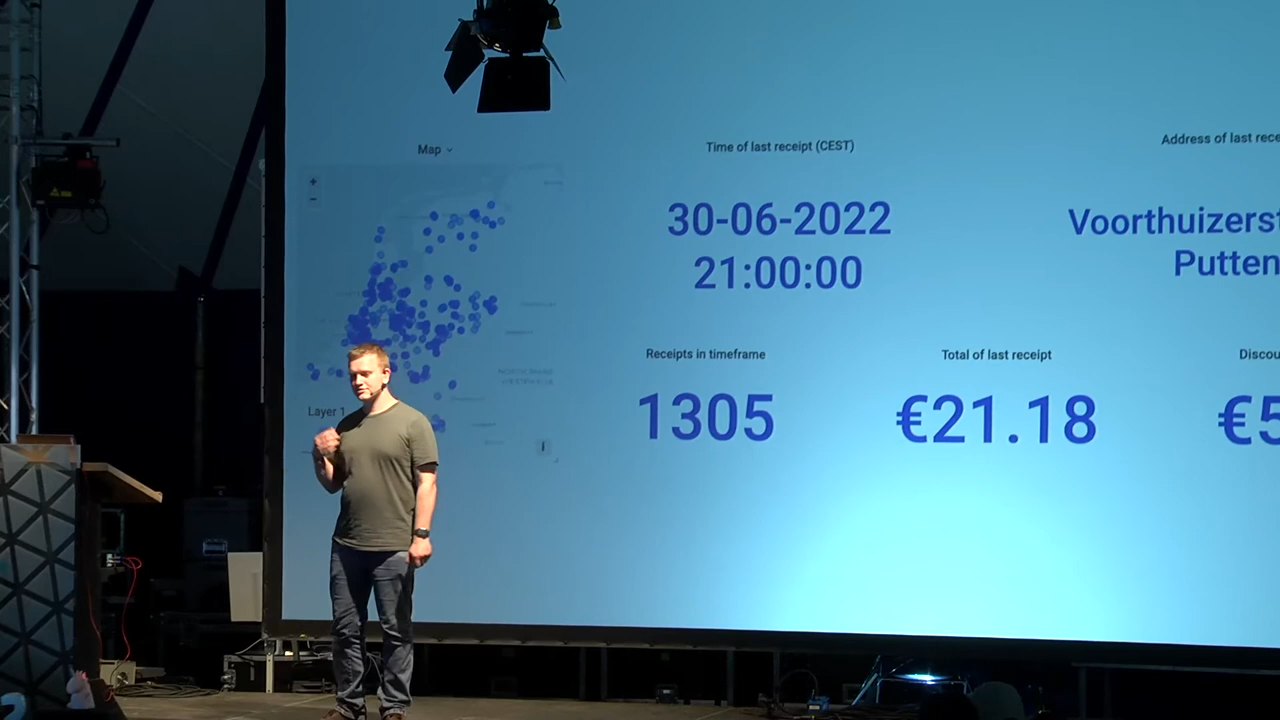 Map
Time of last receipt (CEST)
Address of last rece
+
−
30-06-2022
21:00:00
Voorthuizerst
Putten
Receipts in timeframe
Total of last receipt
Discou
Layer 1
1305
€21.18
€5
i